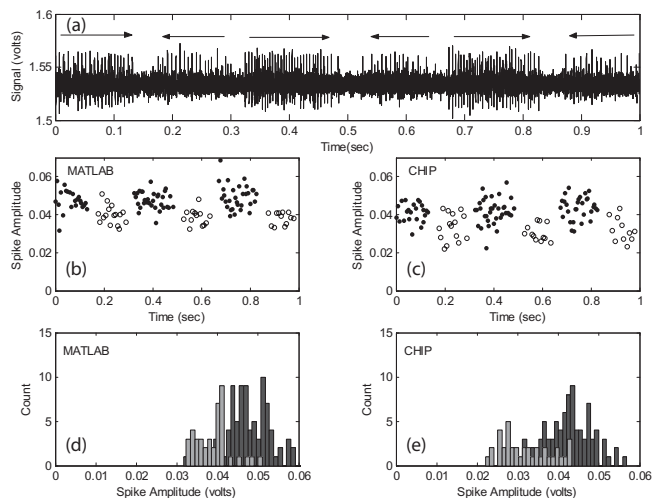 (a)
Signal (volts)
1.6
1.55
1.5
0 0.1 0.2 0.3 0.4 0.5 0.6 0.7 0.8 0.9 1
Time(sec)
MATLAB
Spike Amplitude
0.06
0.04
0.02
0
(b)
0 0.2 0.4 0.6 0.8 1
Time (sec)
CHIP
Spike Amplitude
0.06
0.04
0.02
0
(c)
0 0.2 0.4 0.6 0.8 1
Time (sec)
MATLAB
Count
15
10
5
0
(d)
0 0.01 0.02 0.03 0.04 0.05 0.06
Spike Amplitude (volts)
CHIP
Count
15
10
5
0
(e)
0 0.01 0.02 0.03 0.04 0.05 0.06
Spike Amplitude (volts)